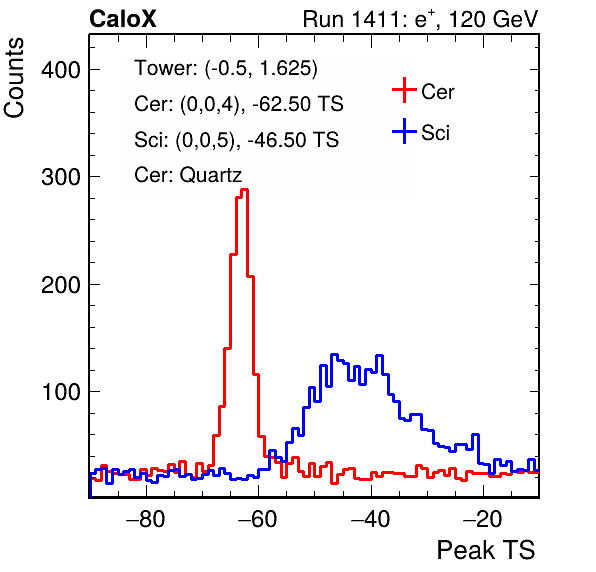 CaloX Run 1411: e⁺, 120 GeV
Counts
Tower: (-0.5, 1.625)
Cer: (0,0,4), -62.50 TS
Sci: (0,0,5), -46.50 TS
Cer: Quartz
Cer
Sci
400
300
200
100
−80 −60 −40 −20
Peak TS